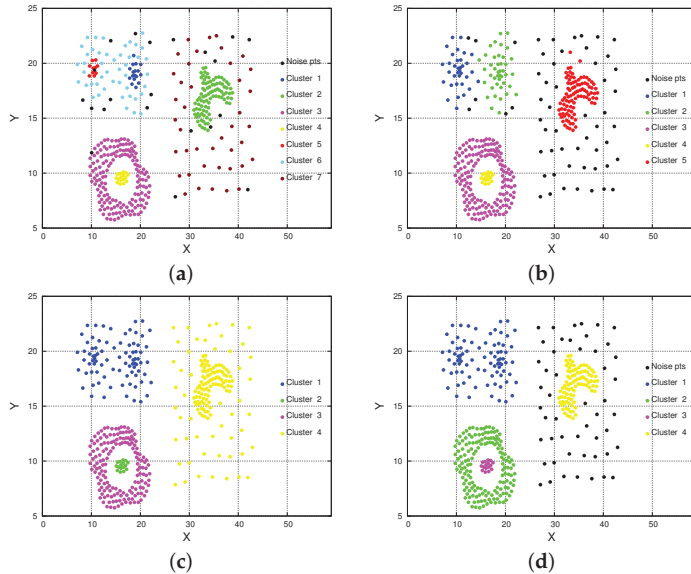 25
20
15
10
5
Y
0 10 20 30 40 50
X
Noise pts
Cluster 1
Cluster 2
Cluster 3
Cluster 4
Cluster 5
Cluster 6
Cluster 7
(a)
25
20
15
10
5
Y
0 10 20 30 40 50
X
Noise pts
Cluster 1
Cluster 2
Cluster 3
Cluster 4
Cluster 5
(b)
25
20
15
10
5
Y
0 10 20 30 40 50
X
Cluster 1
Cluster 2
Cluster 3
Cluster 4
(c)
25
20
15
10
5
Y
0 10 20 30 40 50
X
Noise pts
Cluster 1
Cluster 2
Cluster 3
Cluster 4
(d)